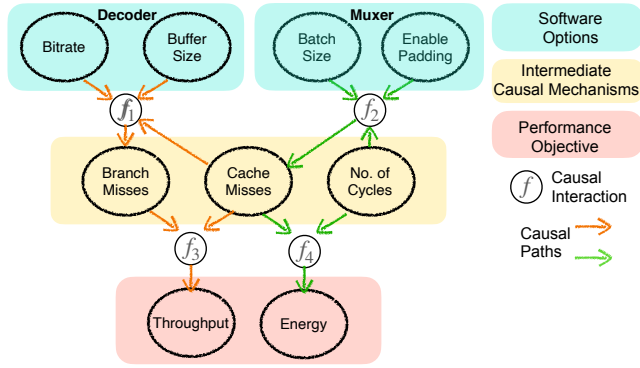 Decoder
Bitrate
Buffer
Size
Muxer
Batch
Size
Enable
Padding
f1
f2
Branch
Misses
Cache
Misses
No. of
Cycles
f3
f4
Throughput
Energy
Software
Options
Intermediate
Causal Mechanisms
Performance
Objective
f
Causal
Interaction
Causal
Paths